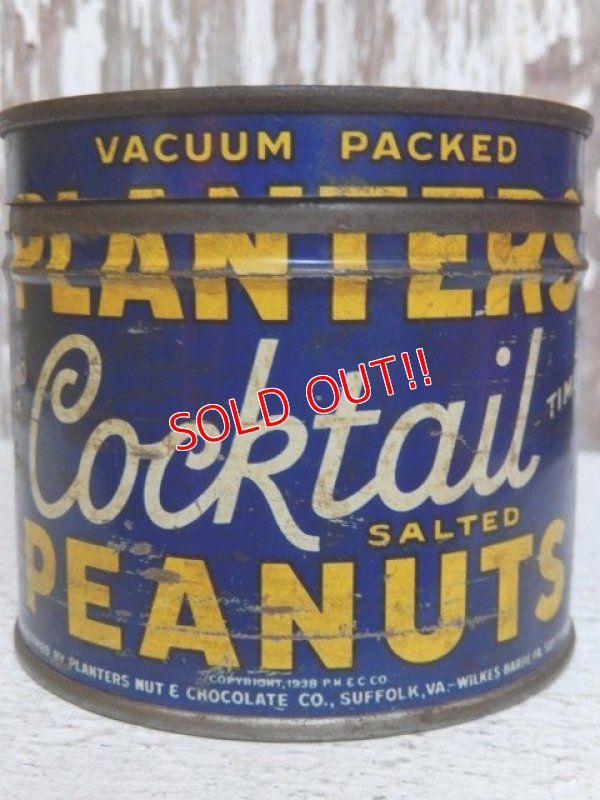 VACUUM PACKED
PLANTERS
Cocktail
SOLD OUT!!
SALTED
PEANUTS
COPYRIGHT, 1938 P.N.&C.CO.
BY PLANTERS NUT & CHOCOLATE CO., SUFFOLK, VA.-WILKES BARRE, PA.